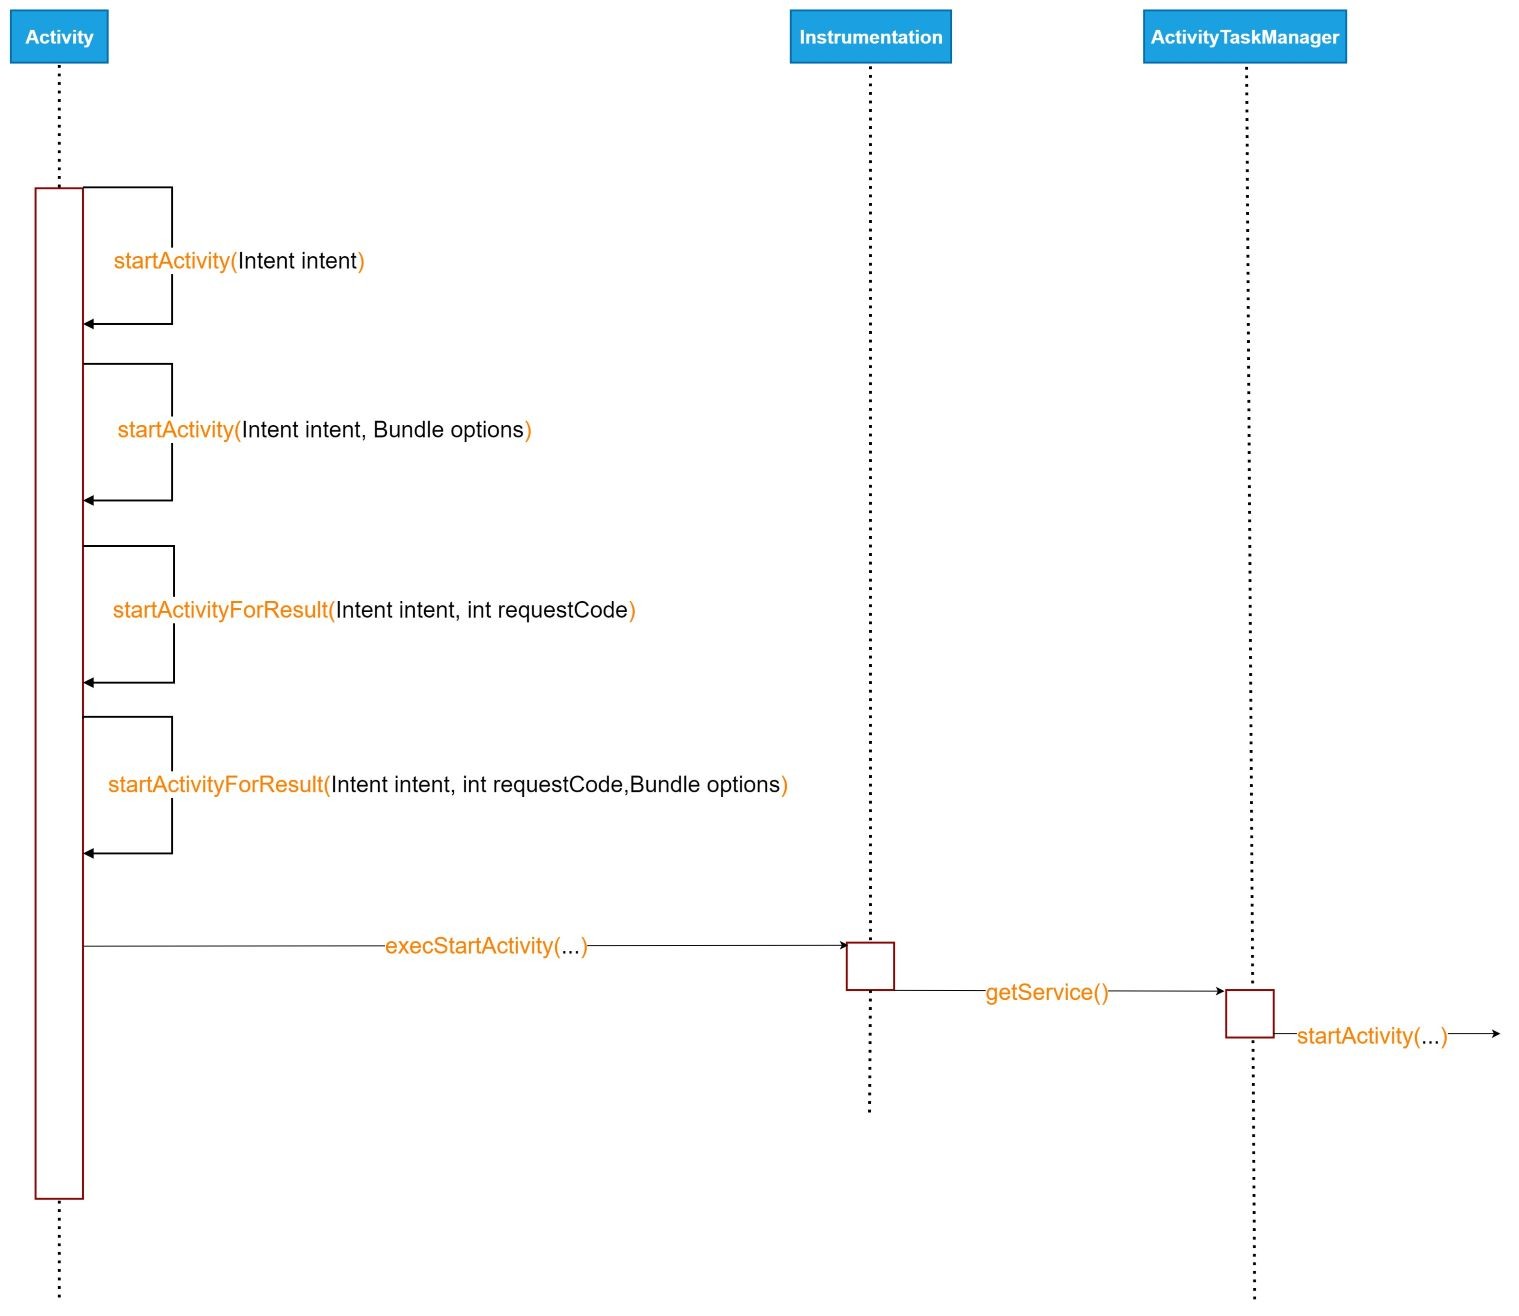 Activity
Instrumentation
ActivityTaskManager
startActivity(Intent intent)
startActivity(Intent intent, Bundle options)
startActivityForResult(Intent intent, int requestCode)
startActivityForResult(Intent intent, int requestCode,Bundle options)
execStartActivity(...)
getService()
startActivity(...)